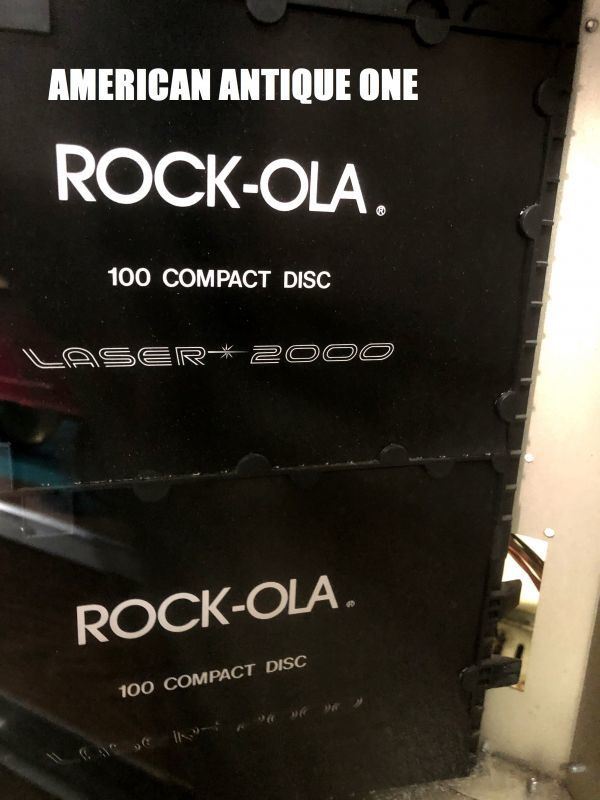 AMERICAN ANTIQUE ONE
ROCK-OLA®
100 COMPACT DISC
LASER✶2000
ROCK-OLA®
100 COMPACT DISC